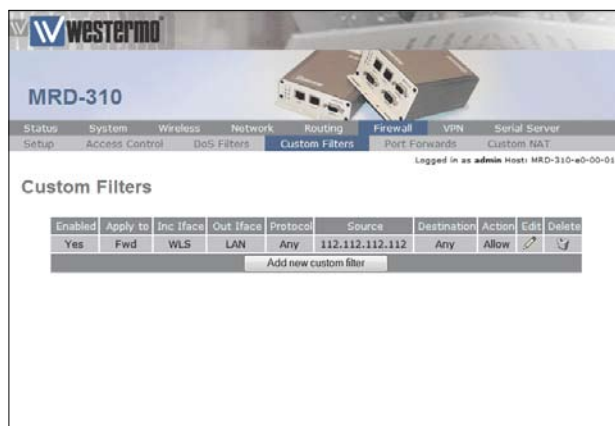 Westermo
MRD-310
Status System Wireless Network Routing Firewall VPN Serial Server
Setup Access Control DoS Filters Custom Filters Port Forwards Custom NAT
Logged in as admin Host: MRD-310-e0-00-01
Custom Filters
Enabled Apply to Inc Iface Out Iface Protocol Source Destination Action Edit Delete
Yes Fwd WLS LAN Any 112.112.112.112 Any Allow
Add new custom filter